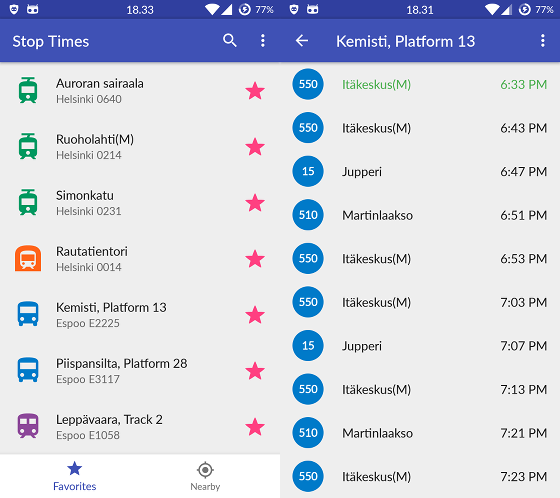 18.33
77%
Stop Times
Auroran sairaala
Helsinki 0640
Ruoholahti(M)
Helsinki 0214
Simonkatu
Helsinki 0231
Rautatientori
Helsinki 0014
Kemisti, Platform 13
Espoo E2225
Piispansilta, Platform 28
Espoo E3117
Leppävaara, Track 2
Espoo E1058
Favorites
Nearby
18.31
77%
Kemisti, Platform 13
550 Itäkeskus(M) 6:33 PM
550 Itäkeskus(M) 6:43 PM
15 Jupperi 6:47 PM
510 Martinlaakso 6:51 PM
550 Itäkeskus(M) 6:53 PM
550 Itäkeskus(M) 7:03 PM
15 Jupperi 7:07 PM
550 Itäkeskus(M) 7:13 PM
510 Martinlaakso 7:21 PM
550 Itäkeskus(M) 7:23 PM